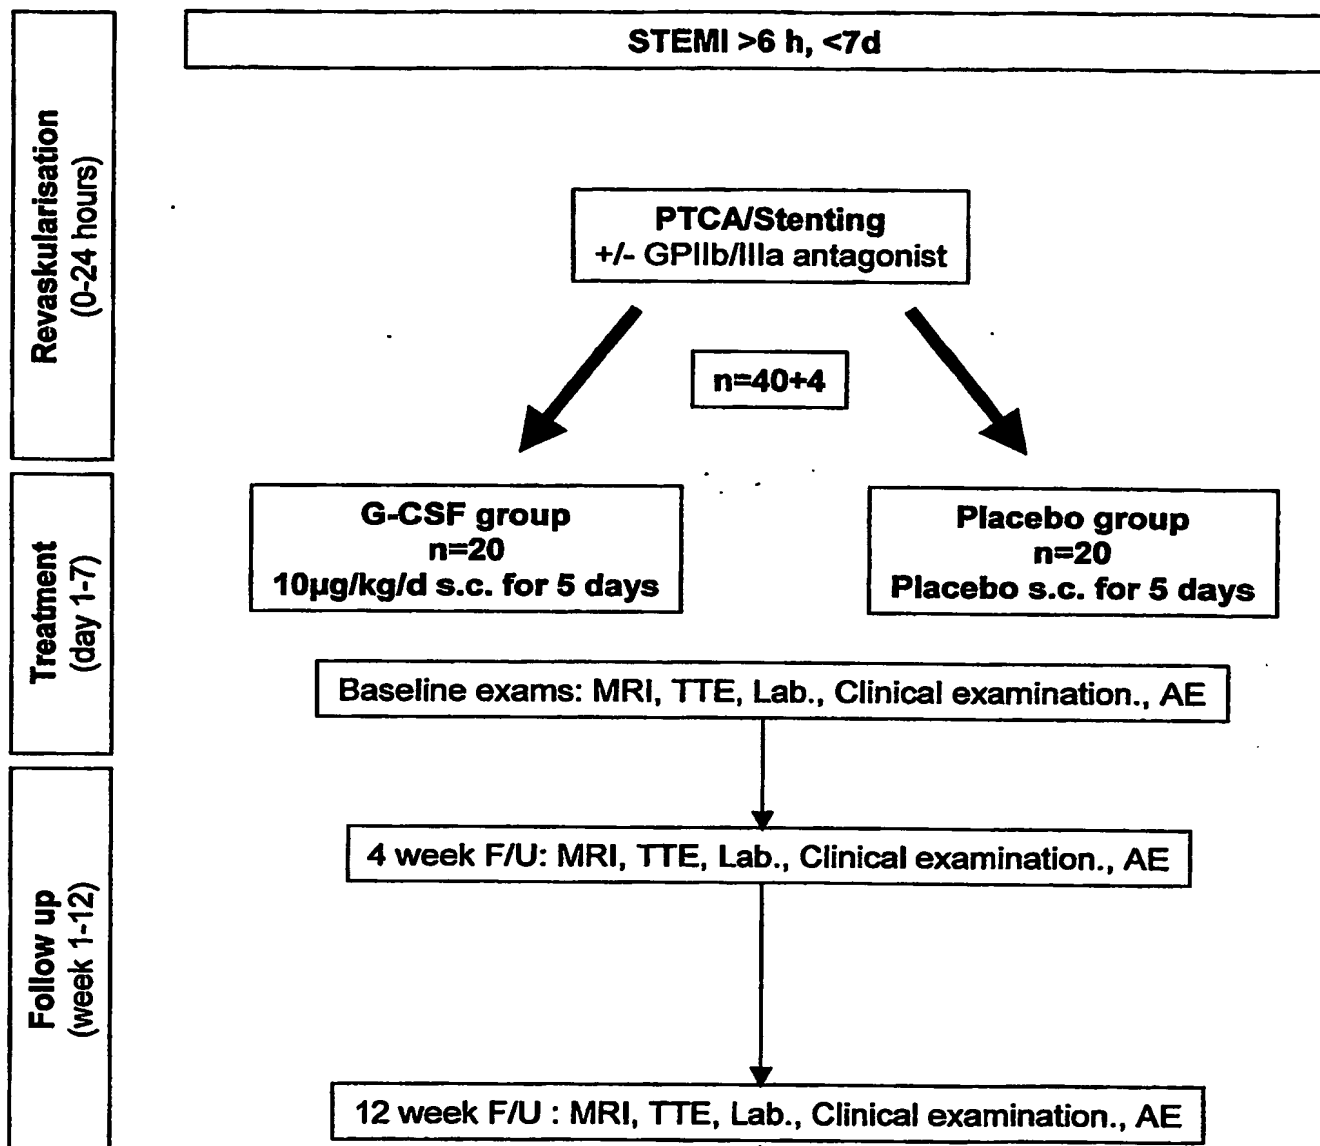 STEMI >6 h, <7d
Revaskularisation
(0-24 hours)
PTCA/Stenting
+/- GPIIb/IIIa antagonist
n=40+4
Treatment
(day 1-7)
G-CSF group
n=20
10µg/kg/d s.c. for 5 days
Placebo group
n=20
Placebo s.c. for 5 days
Baseline exams: MRI, TTE, Lab., Clinical examination., AE
Follow up
(week 1-12)
4 week F/U: MRI, TTE, Lab., Clinical examination., AE
12 week F/U : MRI, TTE, Lab., Clinical examination., AE